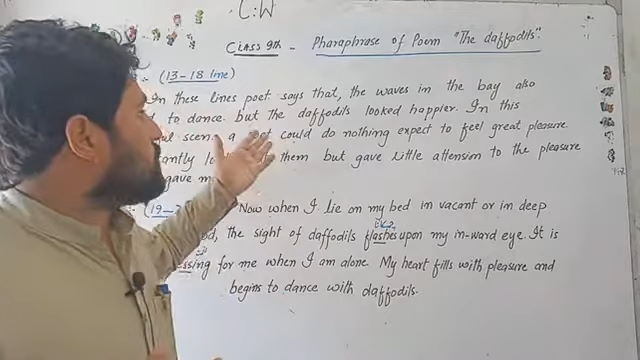 C:W
CLASS 9th - Pharaphrase of Poem "The daffodils".
(13-18 line)
In these lines poet says that, the waves in the bay also
to dance. but the daffodils looked happier. In this
scene a poet could do nothing expect to feel great pleasure.
them but gave little attension to the pleasure
gave
(19- Now when I lie on my bed in vacant or in deep
the sight of daffodils flashes upon my in-ward eye. It is
for me when I am alone. My heart fills with pleasure and
begins to dance with daffodils.